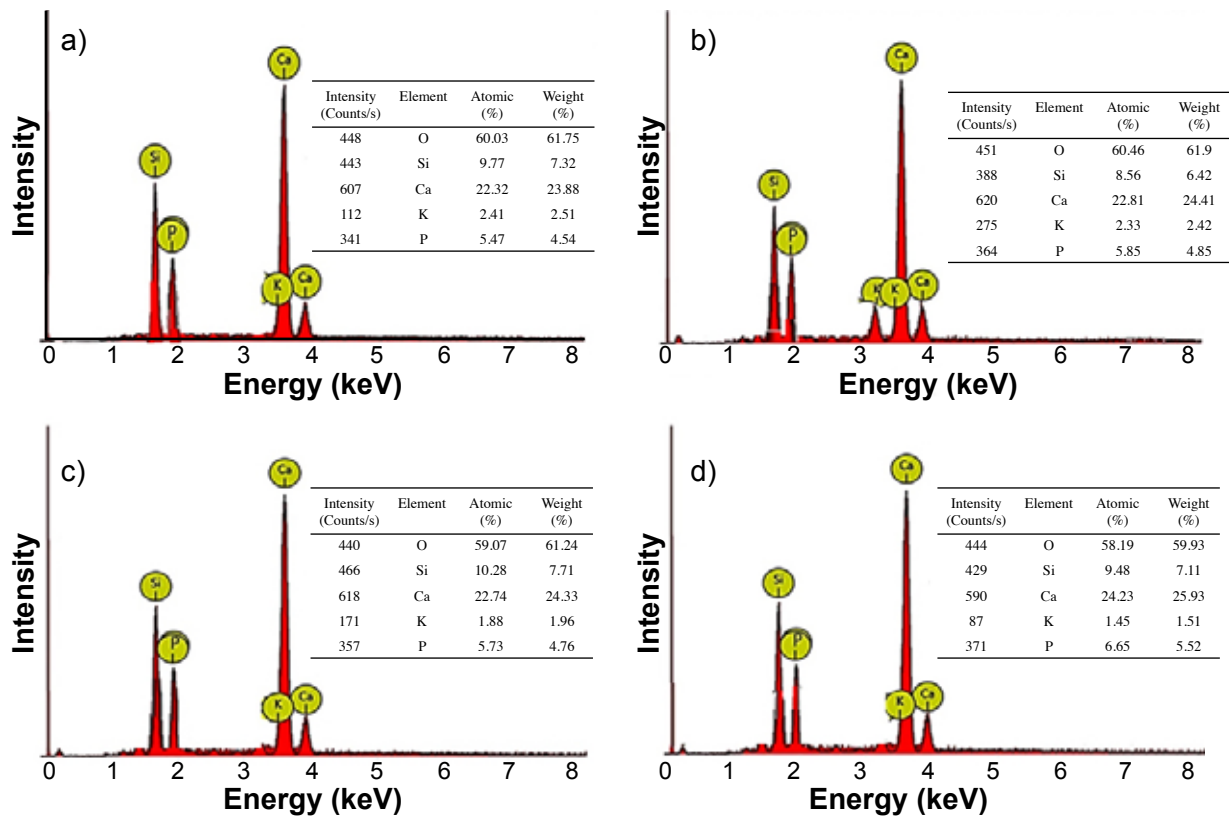 a)
Intensity
Si
P
K
Ca
Ca
Intensity Element Atomic Weight
(Counts/s) (%) (%)
448 O 60.03 61.75
443 Si 9.77 7.32
607 Ca 22.32 23.88
112 K 2.41 2.51
341 P 5.47 4.54
0 1 2 3 4 5 6 7 8
Energy (keV)
b)
Intensity
Si
P
K
K
Ca
Ca
Intensity Element Atomic Weight
(Counts/s) (%) (%)
451 O 60.46 61.9
388 Si 8.56 6.42
620 Ca 22.81 24.41
275 K 2.33 2.42
364 P 5.85 4.85
0 1 2 3 4 5 6 7 8
Energy (keV)
c)
Intensity
Si
P
K
Ca
Ca
Intensity Element Atomic Weight
(Counts/s) (%) (%)
440 O 59.07 61.24
466 Si 10.28 7.71
618 Ca 22.74 24.33
171 K 1.88 1.96
357 P 5.73 4.76
0 1 2 3 4 5 6 7 8
Energy (keV)
d)
Intensity
Si
P
K
Ca
Ca
Intensity Element Atomic Weight
(Counts/s) (%) (%)
444 O 58.19 59.93
429 Si 9.48 7.11
590 Ca 24.23 25.93
87 K 1.45 1.51
371 P 6.65 5.52
0 1 2 3 4 5 6 7 8
Energy (keV)